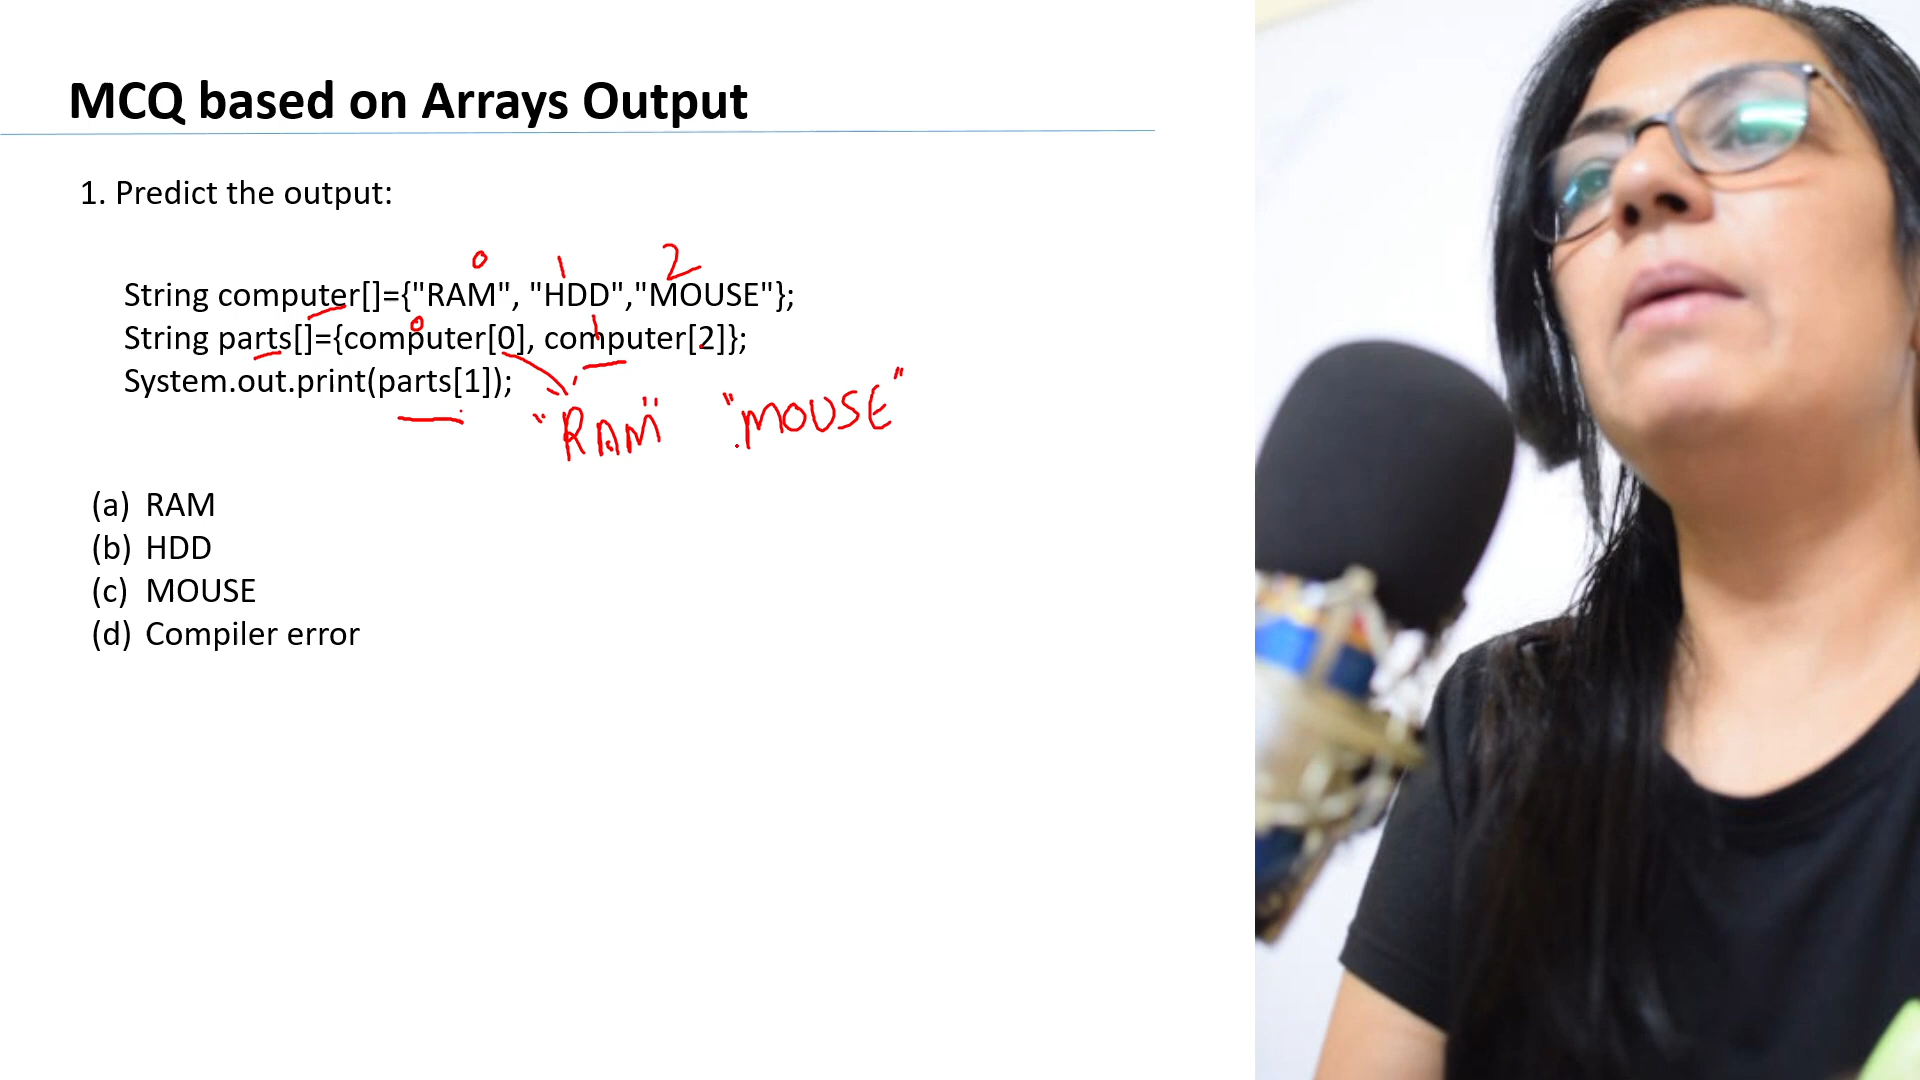 MCQ based on Arrays Output
1. Predict the output:
0 1 2
String computer[]={"RAM", "HDD","MOUSE"};
0 1
String parts[]={computer[0], computer[2]};
System.out.print(parts[1]);
"RAM" "MOUSE"
(a) RAM
(b) HDD
(c) MOUSE
(d) Compiler error